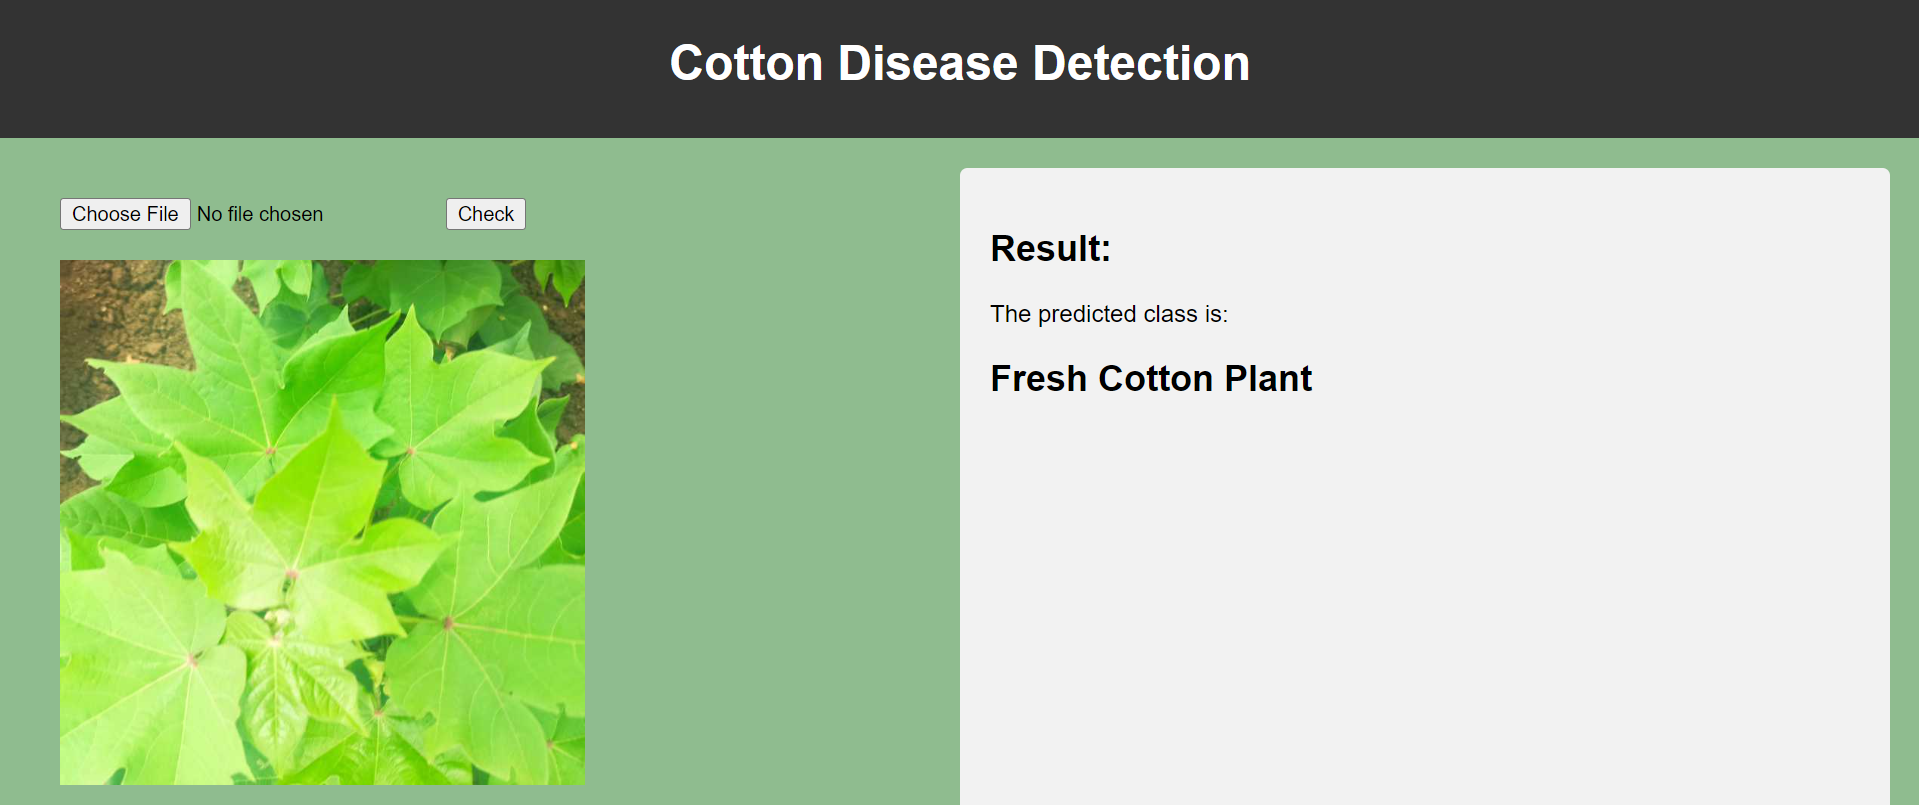 Cotton Disease Detection
Choose File No file chosen Check
Result:
The predicted class is:
Fresh Cotton Plant